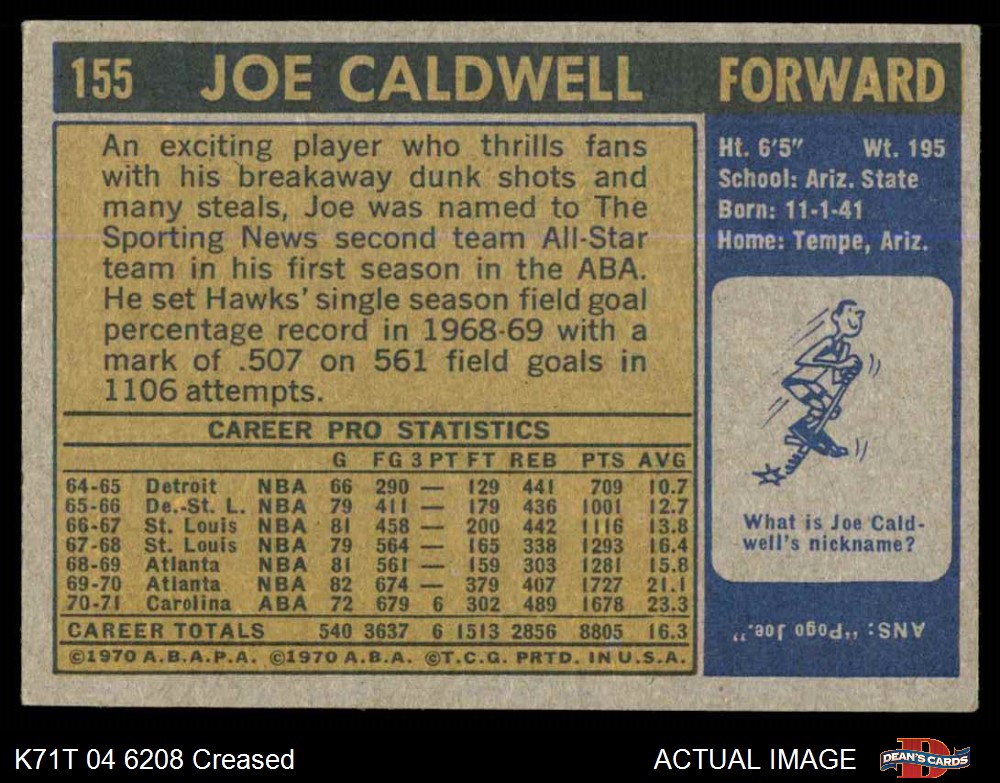 155 JOE CALDWELL FORWARD
An exciting player who thrills fans
with his breakaway dunk shots and
many steals, Joe was named to The
Sporting News second team All-Star
team in his first season in the ABA.
He set Hawks' single season field goal
percentage record in 1968-69 with a
mark of .507 on 561 field goals in
1106 attempts.
CAREER PRO STATISTICS
G FG 3 PT FT REB PTS AVG
64-65 Detroit NBA 66 290 — 129 441 709 10.7
65-66 De.-St. L. NBA 79 411 — 179 436 1001 12.7
66-67 St. Louis NBA 81 458 — 200 442 1116 13.8
67-68 St. Louis NBA 79 564 — 165 338 1293 16.4
68-69 Atlanta NBA 81 561 — 159 303 1281 15.8
69-70 Atlanta NBA 82 674 — 379 407 1727 21.1
70-71 Carolina ABA 72 679 6 302 489 1678 23.3
CAREER TOTALS 540 3637 6 1513 2856 8805 16.3
©1970 A.B.A.P.A. ©1970 A.B.A. ©T.C.G. PRTD. IN U.S.A.
Ht. 6'5" Wt. 195
School: Ariz. State
Born: 11-1-41
Home: Tempe, Ariz.
What is Joe Cald-
well's nickname?
ANS: "Pogo Joe."
K71T 04 6208 Creased
ACTUAL IMAGE
D
DEAN'S CARDS